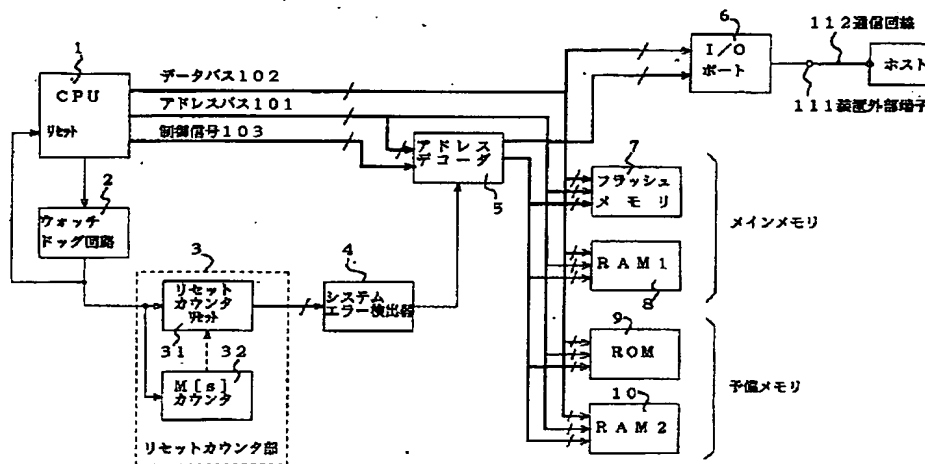 1
CPU
リセット
データバス102
アドレスバス101
制御信号103
2
ウォッチ
ドッグ回路
3
リセット
カウンタ
リセット
31
32
M[s]
カウンタ
リセットカウンタ部
4
システム
エラー検出器
アドレス
デコーダ
5
6
I/O
ポート
112通信回線
ホスト
111装置外部端子
7
フラッシュ
メモリ
RAM1
8
メインメモリ
9
ROM
10
RAM2
予備メモリ